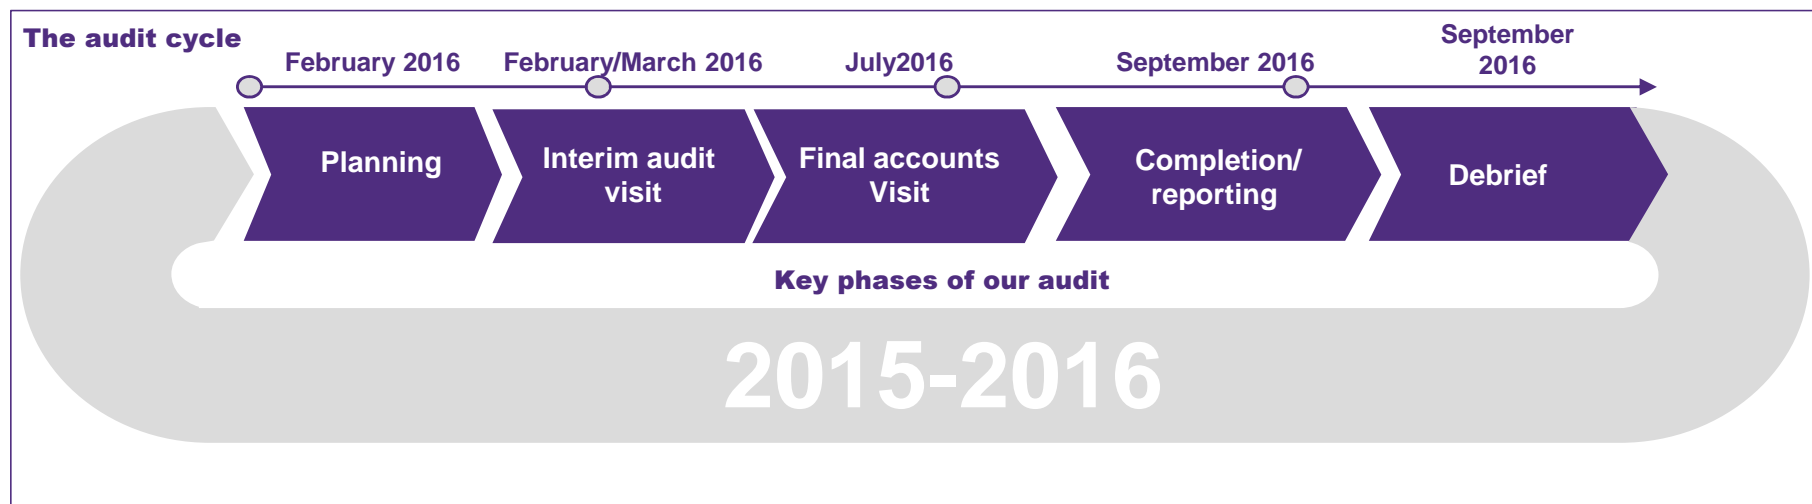 The audit cycle
February 2016
February/March 2016
July2016
September 2016
September
2016
Planning
Interim audit
visit
Final accounts
Visit
Completion/
reporting
Debrief
Key phases of our audit
2015-2016